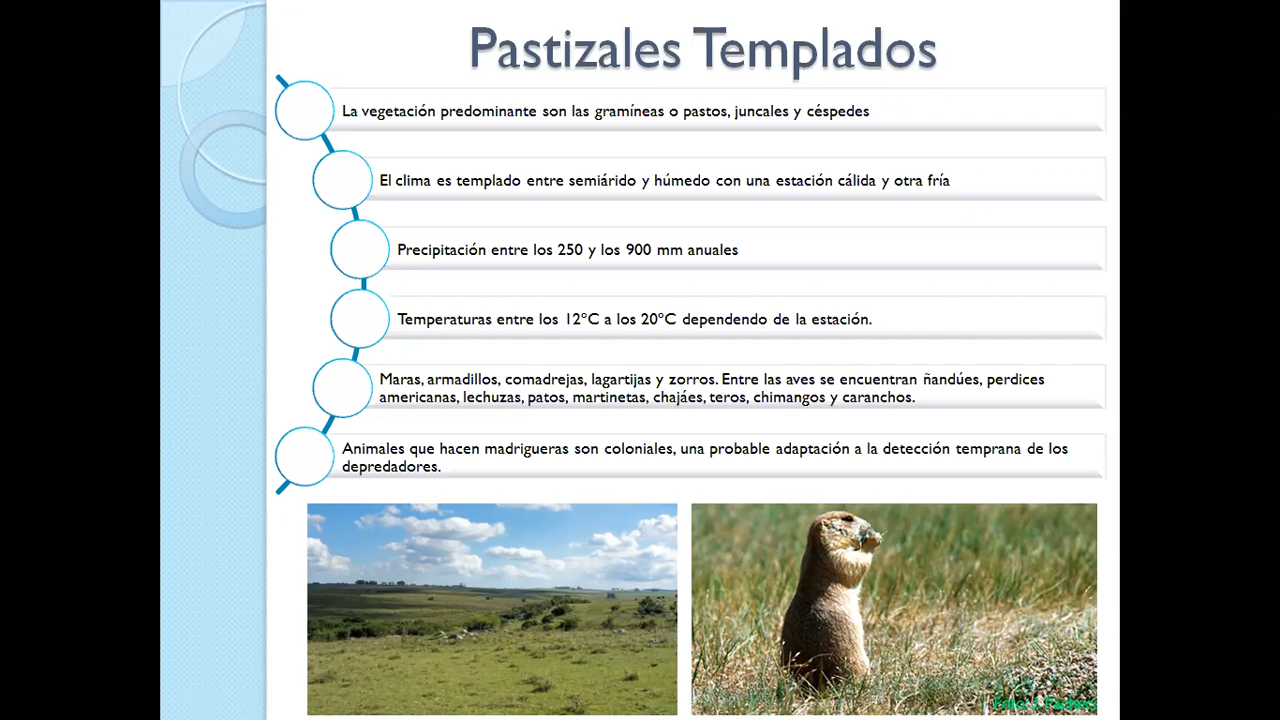 Pastizales Templados
La vegetación predominante son las gramíneas o pastos, juncales y céspedes
El clima es templado entre semiárido y húmedo con una estación cálida y otra fría
Precipitación entre los 250 y los 900 mm anuales
Temperaturas entre los 12°C a los 20°C dependendo de la estación.
Maras, armadillos, comadrejas, lagartijas y zorros. Entre las aves se encuentran ñandúes, perdices
americanas, lechuzas, patos, martinetas, chajáes, teros, chimangos y caranchos.
Animales que hacen madrigueras son coloniales, una probable adaptación a la detección temprana de los
depredadores.